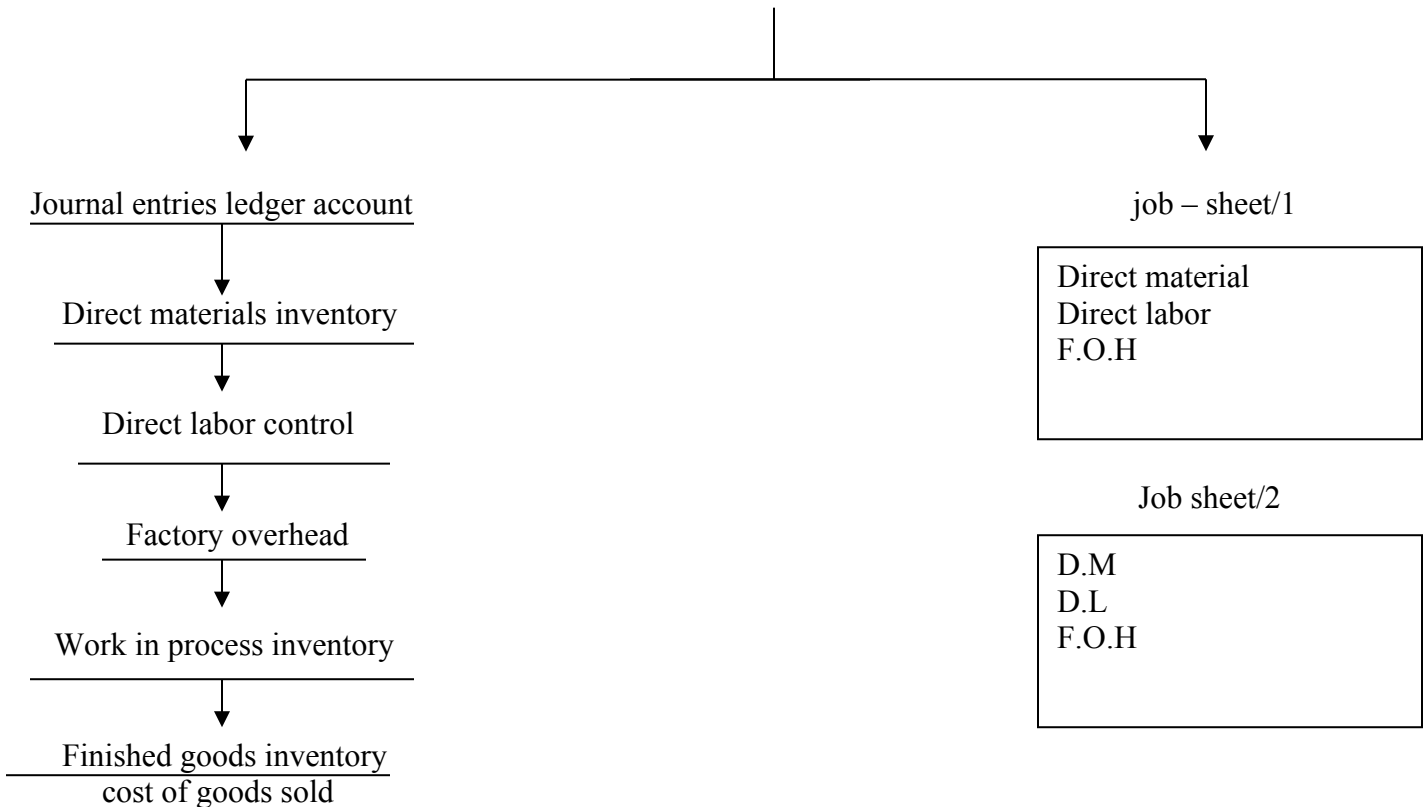 Journal entries ledger account
Direct materials inventory
Direct labor control
Factory overhead
Work in process inventory
Finished goods inventory
cost of goods sold
job – sheet/1
Direct material
Direct labor
F.O.H
Job sheet/2
D.M
D.L
F.O.H